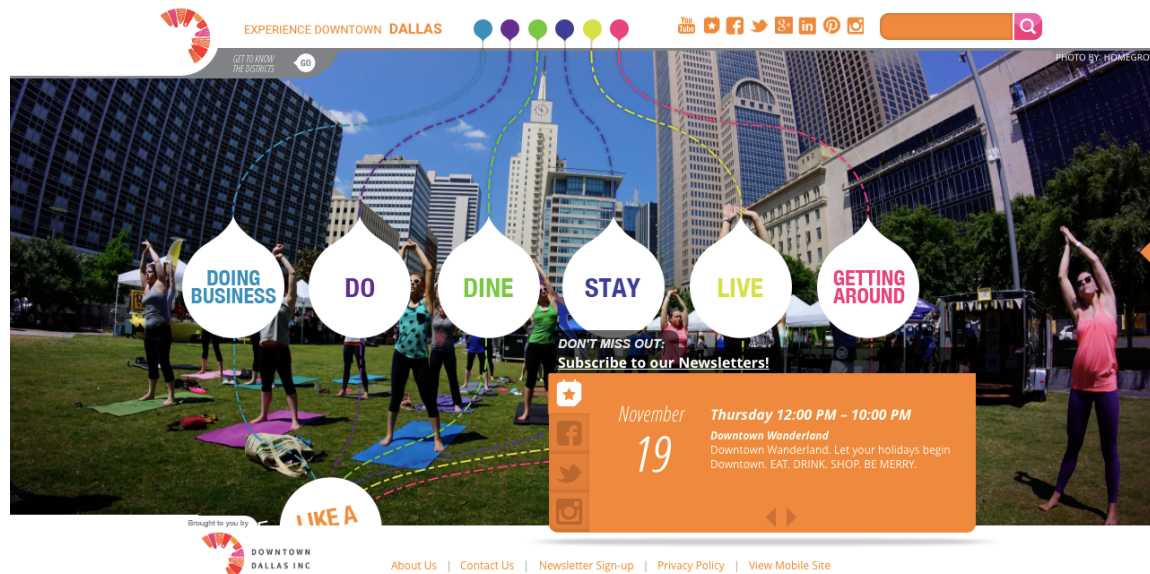 EXPERIENCE DOWNTOWN DALLAS
You
Tube
GET TO KNOW
THE DISTRICTS
GO
PHOTO BY: HOMEGRO
DOING
BUSINESS
DO
DINE
STAY
LIVE
GETTING
AROUND
DON'T MISS OUT:
Subscribe to our Newsletters!
November
19
Thursday 12:00 PM – 10:00 PM
Downtown Wanderland
Downtown Wanderland. Let your holidays begin
Downtown. EAT. DRINK. SHOP. BE MERRY.
LIKE A
Brought to you by
DOWNTOWN
DALLAS INC
About Us | Contact Us | Newsletter Sign-up | Privacy Policy | View Mobile Site